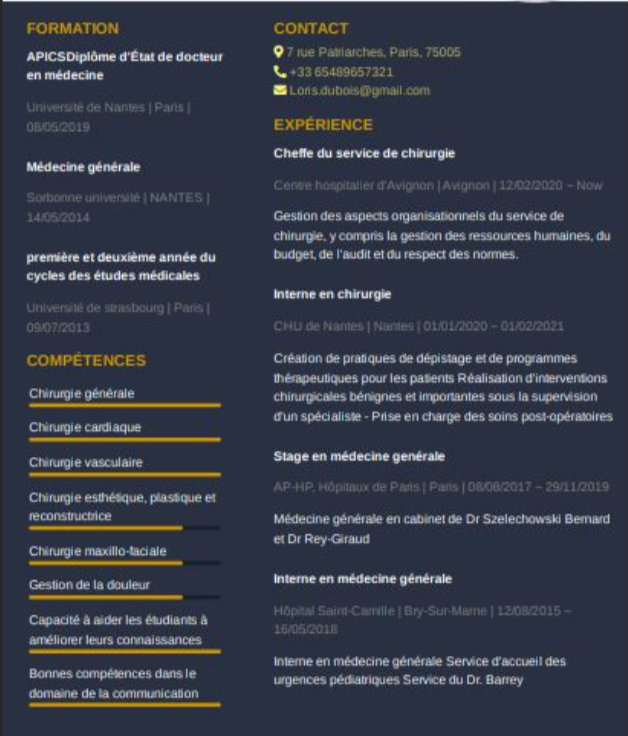 FORMATION
APICSDiplôme d'État de docteur
en médecine
Université de Nantes | Paris |
08/05/2019
Médecine générale
Sorbonne université | NANTES |
14/05/2014
première et deuxième année du
cycles des études médicales
Université de strasbourg | Paris |
09/07/2013
COMPÉTENCES
Chirurgie générale
Chirurgie cardiaque
Chirurgie vasculaire
Chirurgie esthétique, plastique et
reconstructrice
Chirurgie maxillo-faciale
Gestion de la douleur
Capacité à aider les étudiants à
améliorer leurs connaissances
Bonnes compétences dans le
domaine de la communication
CONTACT
7 rue Patriarches, Paris, 75005
+33 65489657321
Loris.dubois@gmail.com
EXPÉRIENCE
Cheffe du service de chirurgie
Centre hospitalier d'Avignon | Avignon | 12/02/2020 – Now
Gestion des aspects organisationnels du service de
chirurgie, y compris la gestion des ressources humaines, du
budget, de l'audit et du respect des normes.
Interne en chirurgie
CHU de Nantes | Nantes | 01/01/2020 – 01/02/2021
Création de pratiques de dépistage et de programmes
thérapeutiques pour les patients Réalisation d'interventions
chirurgicales bénignes et importantes sous la supervision
d'un spécialiste - Prise en charge des soins post-opératoires
Stage en médecine genérale
AP-HP, Hôpitaux de Paris | Paris | 08/08/2017 – 29/11/2019
Médecine générale en cabinet de Dr Szelechowski Bernard
et Dr Rey-Giraud
Interne en médecine générale
Hôpital Saint-Camille | Bry-Sur-Marne | 12/08/2015 –
16/05/2018
Interne en médecine générale Service d'accueil des
urgences pédiatriques Service du Dr. Barrey